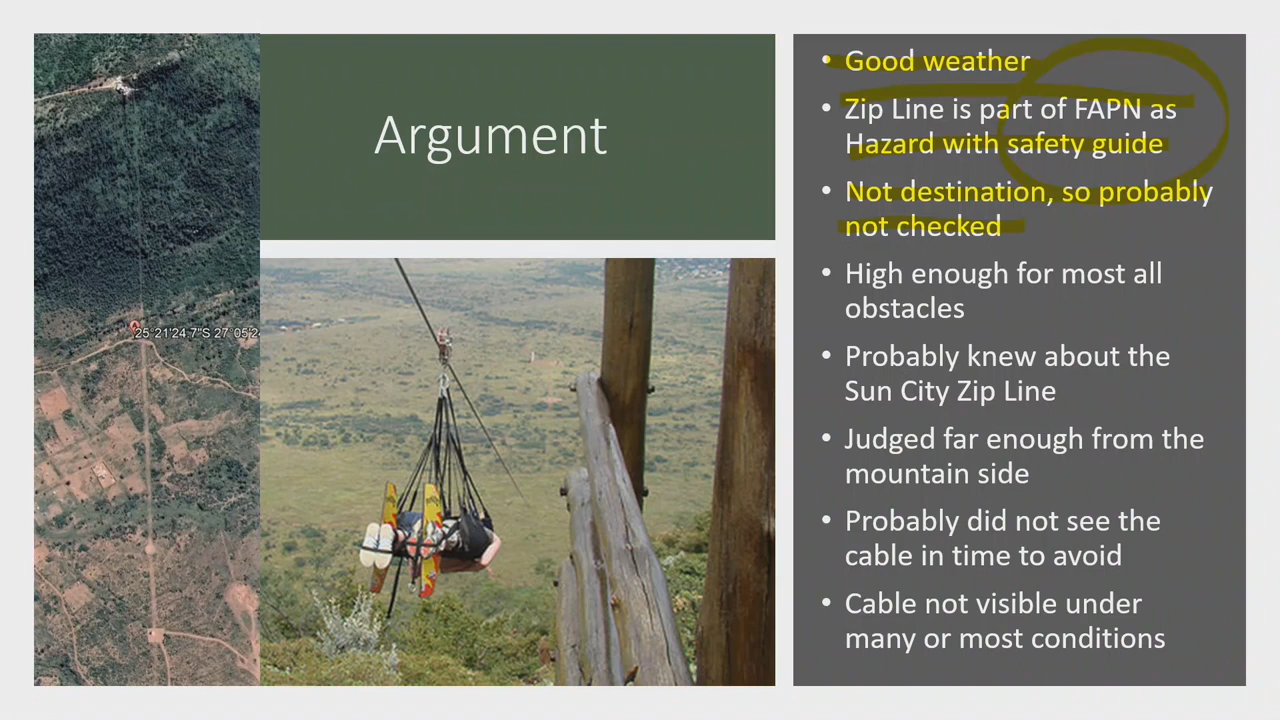 Argument
• Good weather
• Zip Line is part of FAPN as
Hazard with safety guide
• Not destination, so probably
not checked
• High enough for most all
obstacles
• Probably knew about the
Sun City Zip Line
• Judged far enough from the
mountain side
• Probably did not see the
cable in time to avoid
• Cable not visible under
many or most conditions
25°21'24 7"S 27°05'2